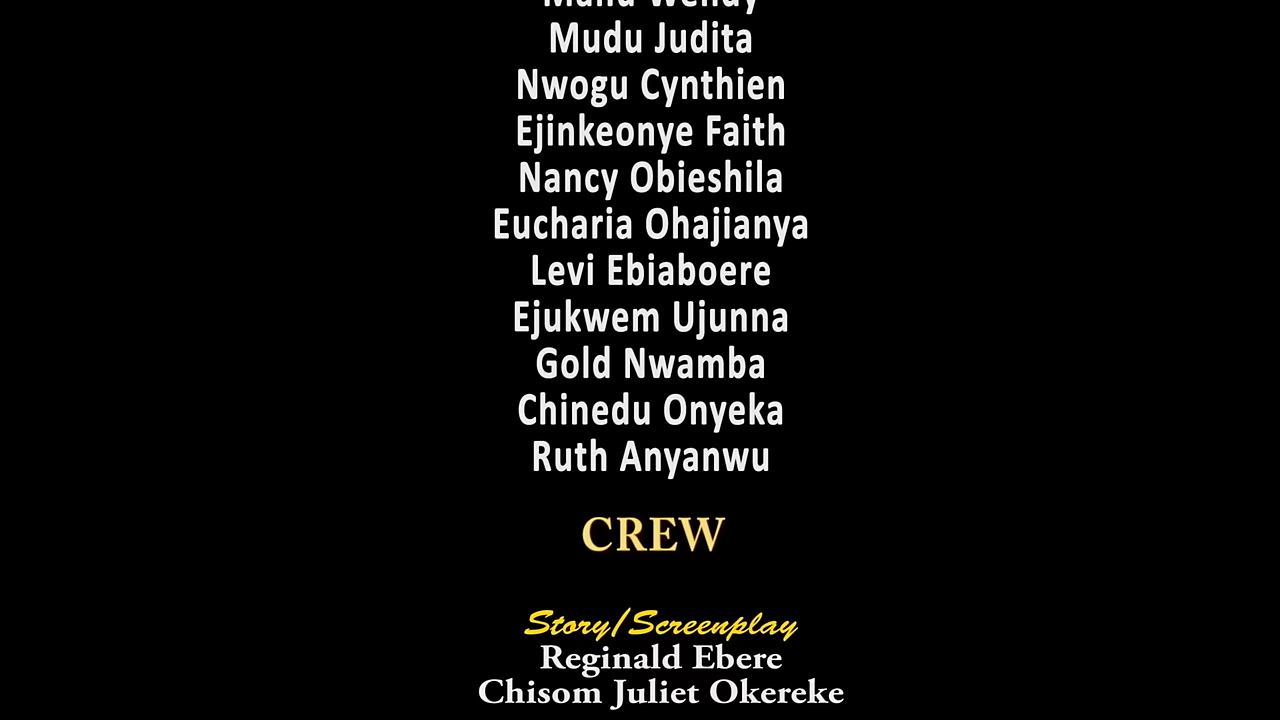 Wendy
Mudu Judita
Nwogu Cynthien
Ejinkeonye Faith
Nancy Obieshila
Eucharia Ohajianya
Levi Ebiaboere
Ejukwem Ujunna
Gold Nwamba
Chinedu Onyeka
Ruth Anyanwu
CREW
Story/Screenplay
Reginald Ebere
Chisom Juliet Okereke